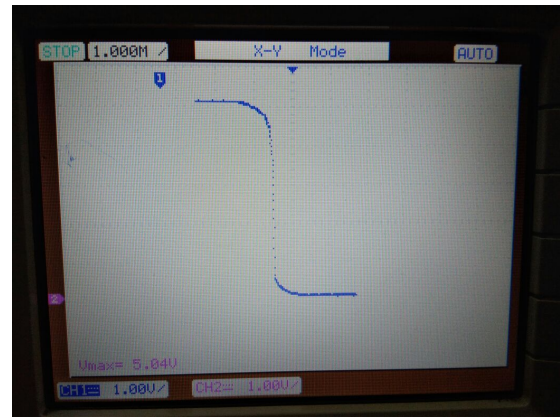 STOP 1.000M / X-Y Mode AUTO
1
2
Vmax= 5.04V
CH1 1.00V/ CH2 1.00V/